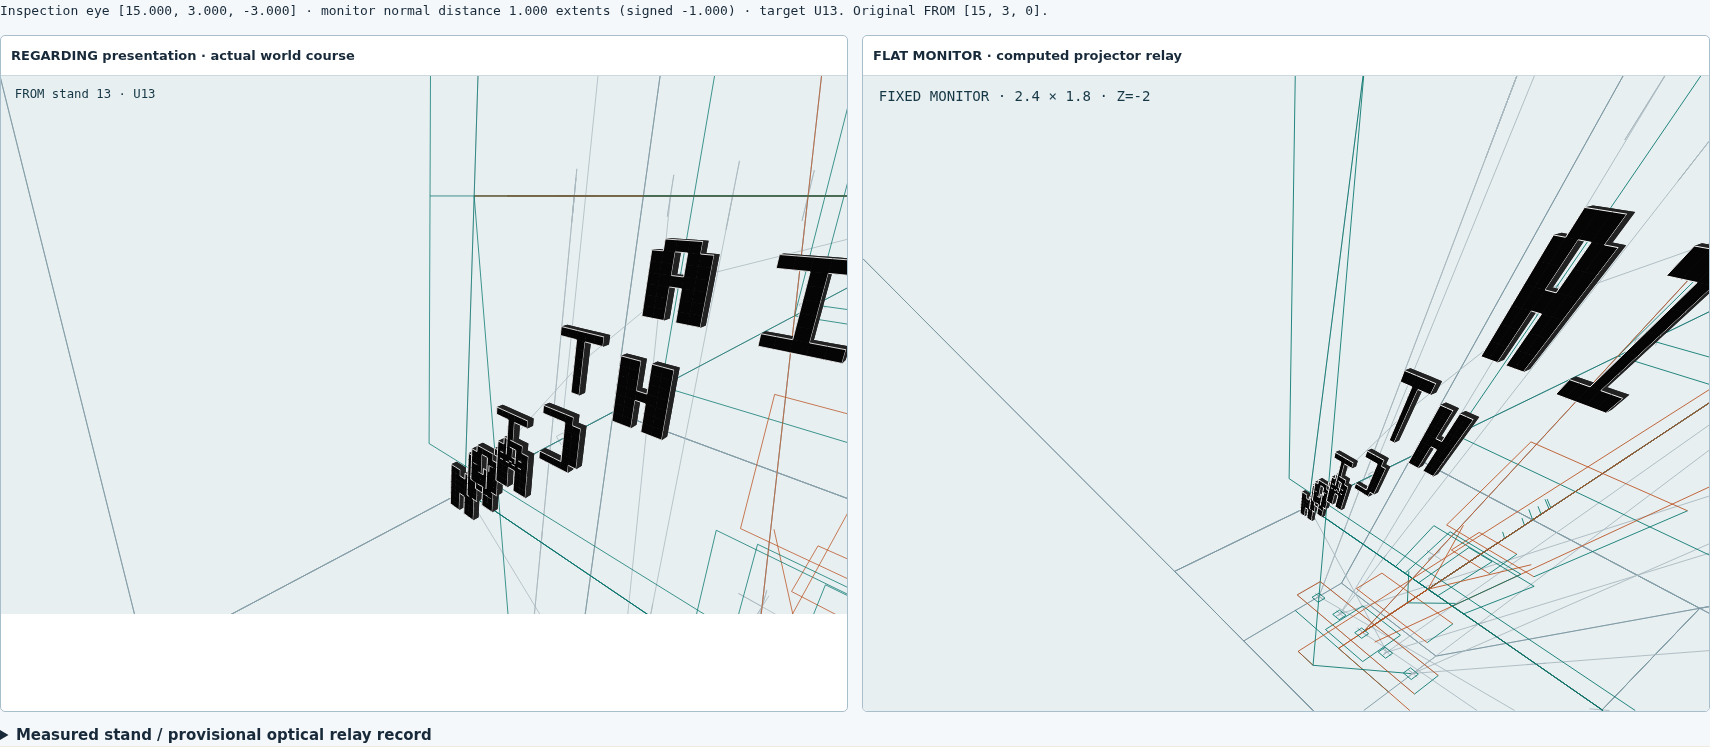 Inspection eye [15.000, 3.000, -3.000] · monitor normal distance 1.000 extents (signed -1.000) · target U13. Original FROM [15, 3, 0].
REGARDING presentation · actual world course
FROM stand 13 · U13
A
I
T
H
FLAT MONITOR · computed projector relay
FIXED MONITOR · 2.4 × 1.8 · Z=-2
A
I
T
H
▶ Measured stand / provisional optical relay record